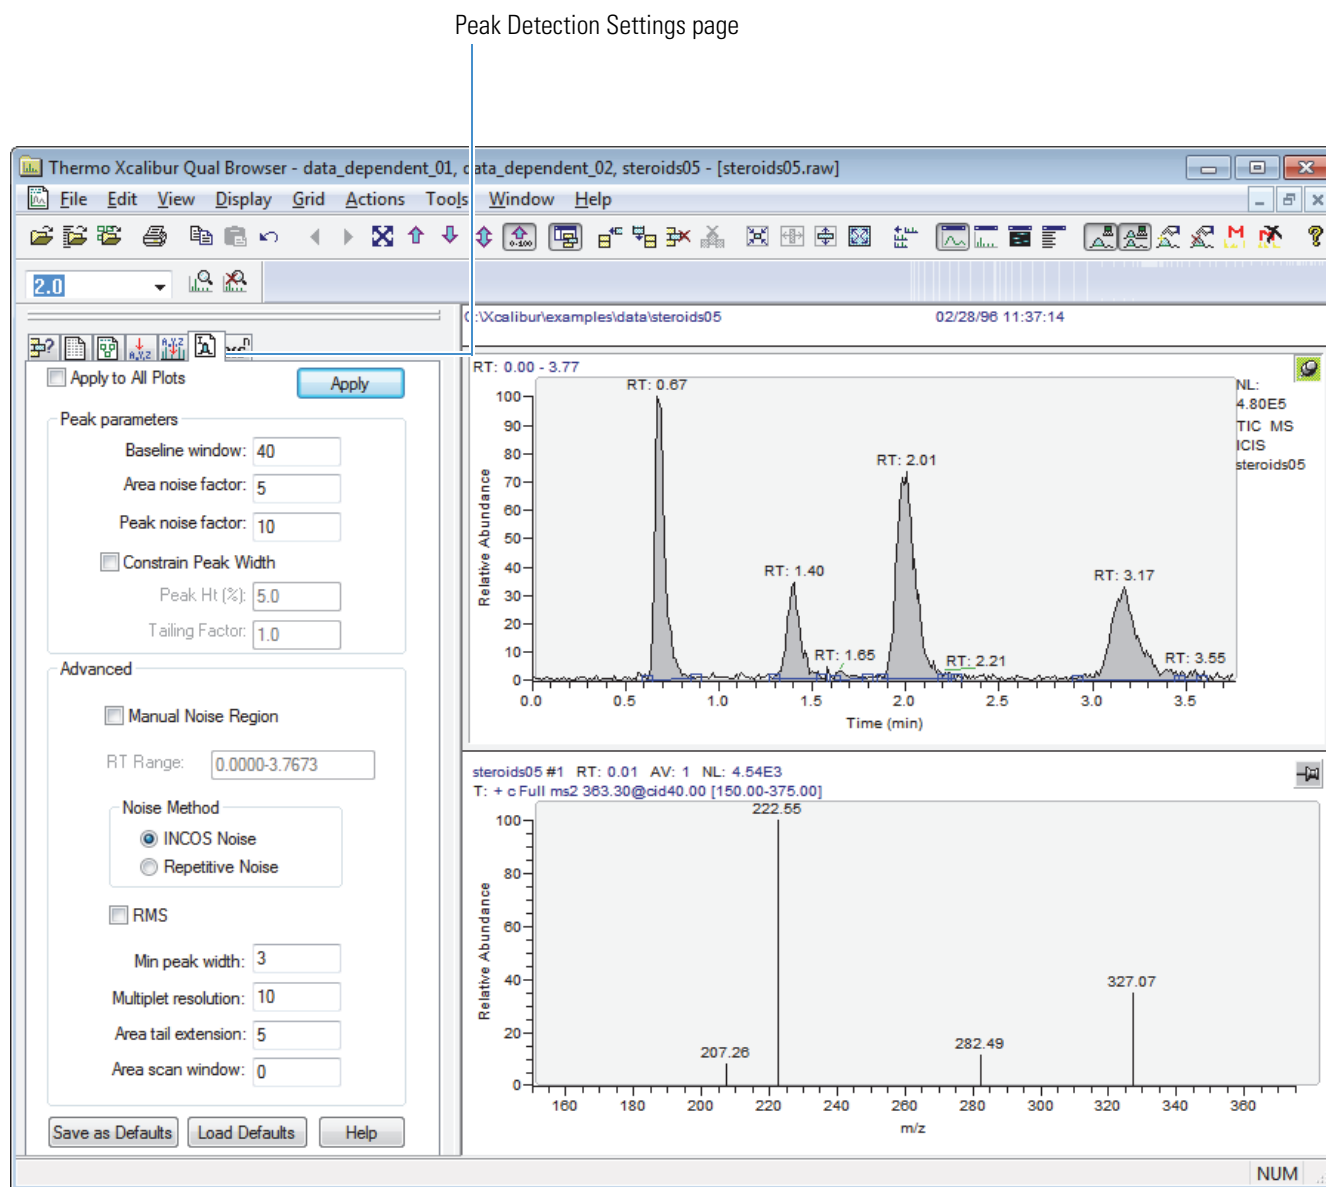 Peak Detection Settings page
Thermo Xcalibur Qual Browser - data_dependent_01, data_dependent_02, steroids05 - [steroids05.raw]
File Edit View Display Grid Actions Tools Window Help
0-100
2.0
C:\Xcalibur\examples\data\steroids05 02/28/96 11:37:14
Apply to All Plots
Apply
Peak parameters
Baseline window: 40
Area noise factor: 5
Peak noise factor: 10
Constrain Peak Width
Peak Ht (%): 5.0
Tailing Factor: 1.0
Advanced
Manual Noise Region
RT Range: 0.0000-3.7673
Noise Method
INCOS Noise
Repetitive Noise
RMS
Min peak width: 3
Multiplet resolution: 10
Area tail extension: 5
Area scan window: 0
Save as Defaults Load Defaults Help
RT: 0.00 - 3.77
NL:
4.80E5
TIC MS
ICIS
steroids05
RT: 0.67
RT: 2.01
RT: 1.40
RT: 3.17
RT: 1.65
RT: 2.21
RT: 3.55
100
90
80
70
60
50
40
30
20
10
0
Relative Abundance
0.0 0.5 1.0 1.5 2.0 2.5 3.0 3.5
Time (min)
steroids05 #1 RT: 0.01 AV: 1 NL: 4.54E3
T: + c Full ms2 363.30@cid40.00 [150.00-375.00]
222.55
327.07
282.49
207.26
100
80
60
40
20
0
Relative Abundance
160 180 200 220 240 260 280 300 320 340 360
m/z
NUM